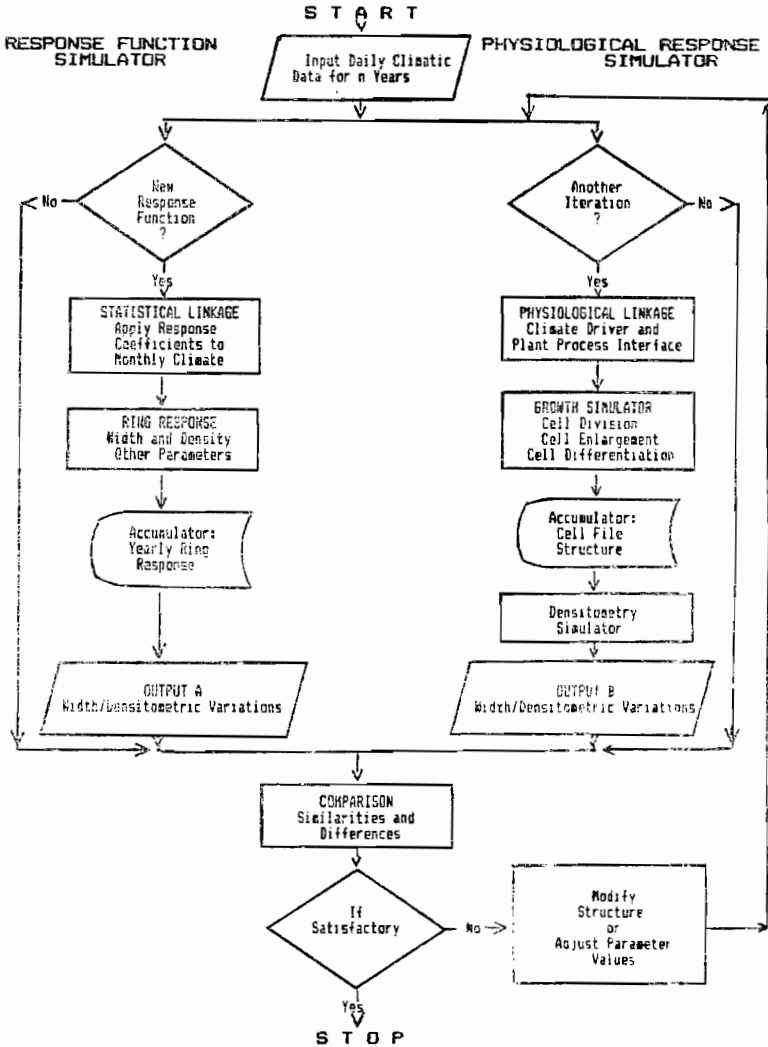 S T A R T
RESPONSE FUNCTION
SIMULATOR
PHYSIOLOGICAL RESPONSE
SIMULATOR
Input Daily Climatic
Data for n Years
New
Response
Function
?
No
Yes
STATISTICAL LINKAGE
Apply Response
Coefficients to
Monthly Climate
RING RESPONSE
Width and Density
Other Parameters
Accumulator:
Yearly Ring
Response
OUTPUT A
Width/Densitometric Variations
Another
Iteration
?
No
Yes
PHYSIOLOGICAL LINKAGE
Climate Driver and
Plant Process Interface
GROWTH SIMULATOR
Cell Division
Cell Enlargement
Cell Differentiation
Accumulator:
Cell File
Structure
Densitometry
Simulator
OUTPUT B
Width/Densitometric Variations
COMPARISON
Similarities and
Differences
If
Satisfactory
No
Modify
Structure
or
Adjust Parameter
Values
Yes
S T O P